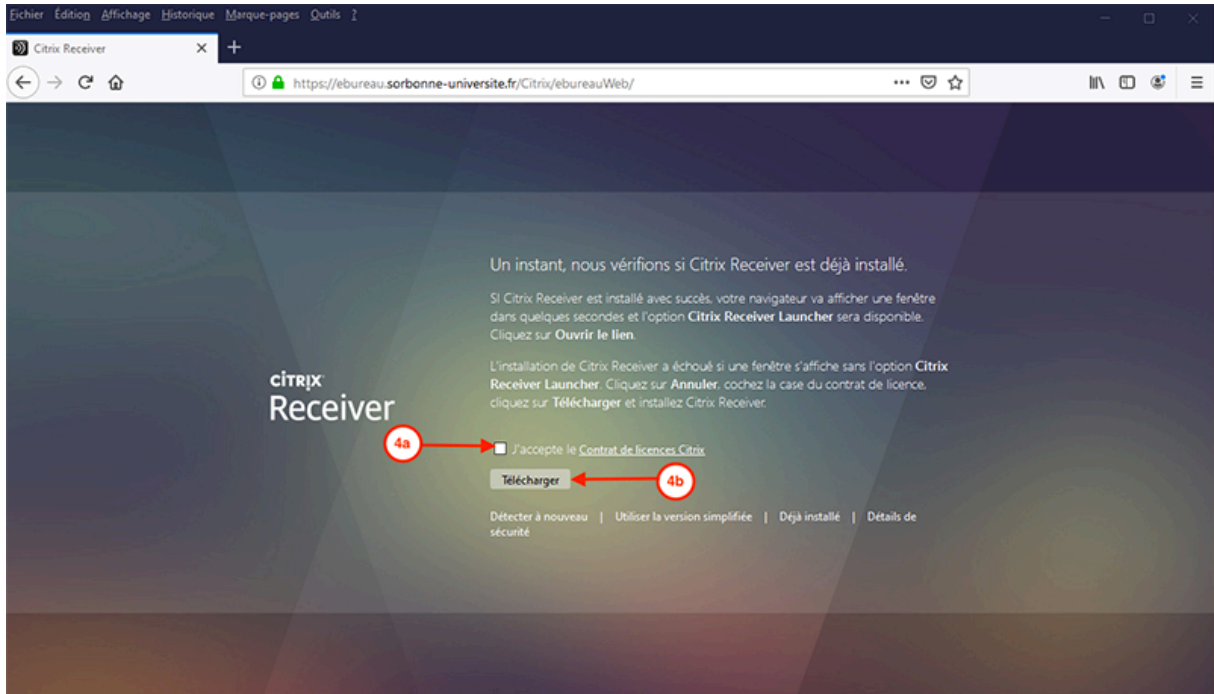 Fichier Édition Affichage Historique Marque-pages Outils ?
Citrix Receiver
https://ebureau.sorbonne-universite.fr/Citrix/ebureauWeb/
Un instant, nous vérifions si Citrix Receiver est déjà installé.
SI Citrix Receiver est installé avec succès, votre navigateur va afficher une fenêtre
dans quelques secondes et l'option Citrix Receiver Launcher sera disponible.
Cliquez sur Ouvrir le lien.
L'installation de Citrix Receiver a échoué si une fenêtre s'affiche sans l'option Citrix
Receiver Launcher. Cliquez sur Annuler, cochez la case du contrat de licence,
cliquez sur Télécharger et installez Citrix Receiver.
CITRIX
Receiver
4a
J'accepte le Contrat de licences Citrix
Télécharger
4b
Détecter à nouveau | Utiliser la version simplifiée | Déjà installé | Détails de
sécurité